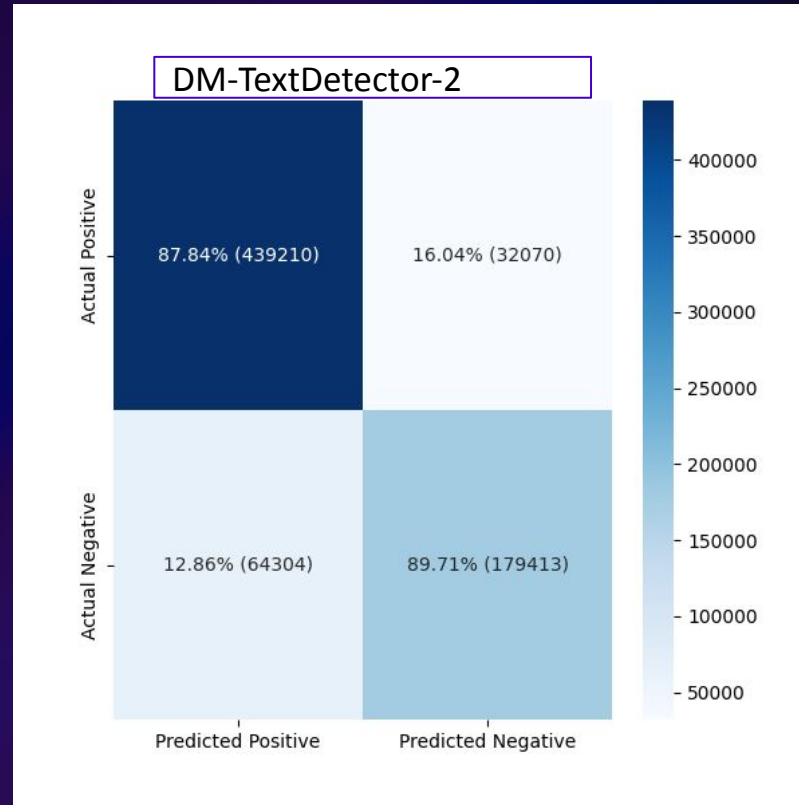 DM-TextDetector-2
Actual Positive
87.84% (439210)
16.04% (32070)
Actual Negative
12.86% (64304)
89.71% (179413)
Predicted Positive
Predicted Negative
400000
350000
300000
250000
200000
150000
100000
50000